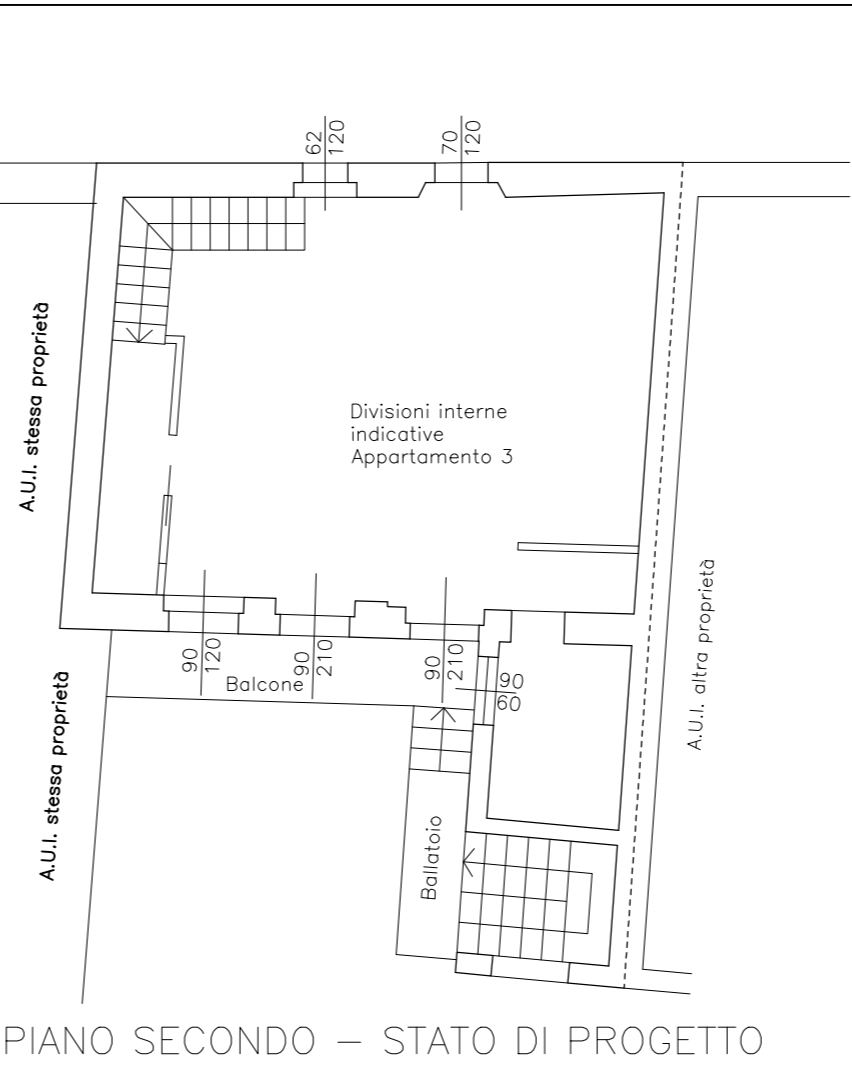 62
120
70
120
A.U.I. stessa proprietà
Divisioni interne
indicative
Appartamento 3
A.U.I. altra proprietà
90
120
90
210
90
210
90
60
Balcone
A.U.I. stessa proprietà
Ballatoio
PIANO SECONDO – STATO DI PROGETTO